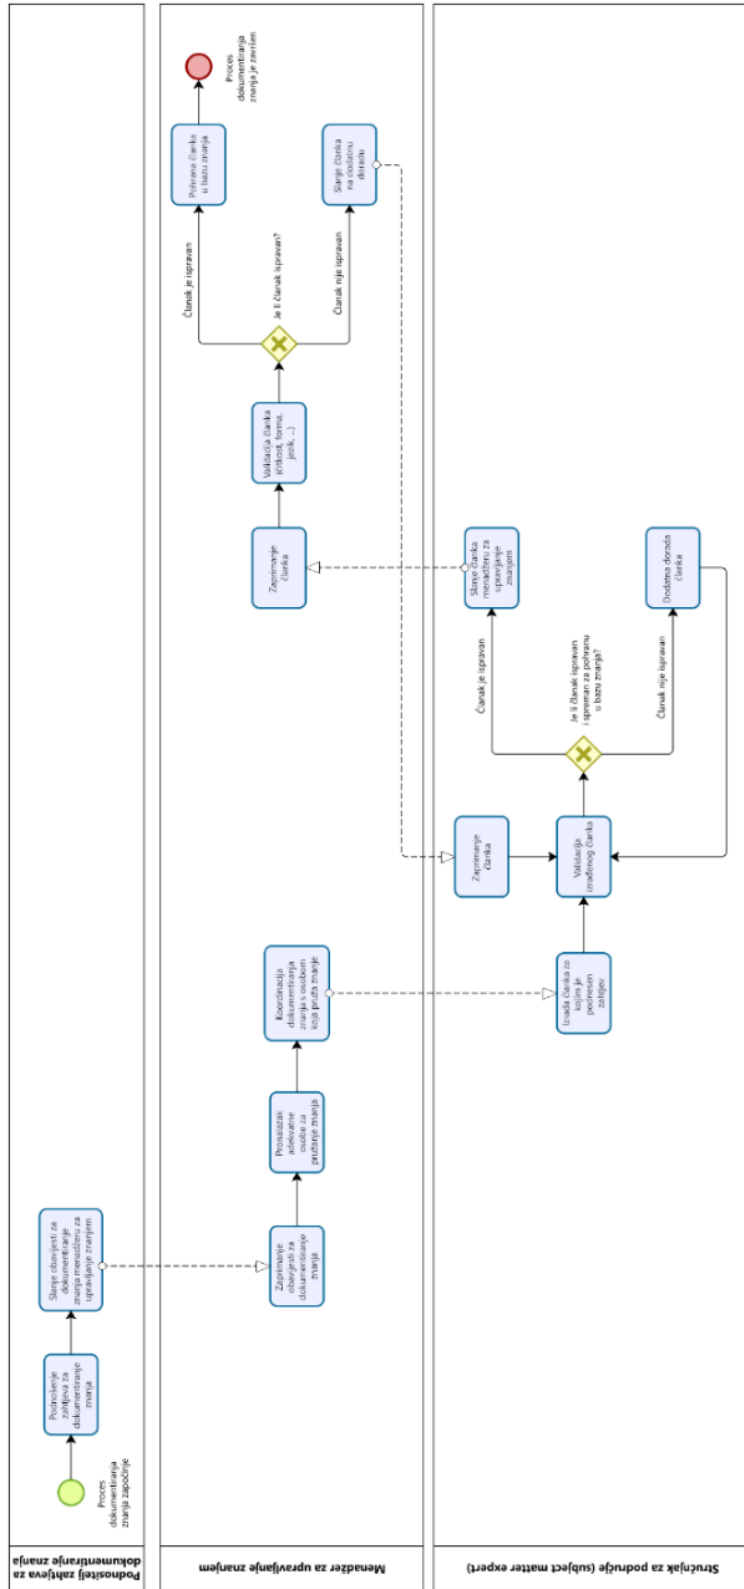 Podnositelj zahtjeva za
dokumentiranje znanja
Proces
dokumentiranja
znanja započinje
Podnošenje
zahtjeva za
dokumentiranje
znanja
Slanje obavijesti za
dokumentiranje
znanja menadžeru za
upravljanje znanjem
Menadžer za upravljanje znanjem
Zaprimanje
obavijesti za
dokumentiranje
znanja
Pronalazak
adekvatne
osobe za
pružanje znanja
Koordinacija
dokumentiranja
znanja s osobom
koja pruža znanje
Zaprimanje
članka
Validacija članka
(čitkost, forma,
jezik, ...)
Je li članak ispravan?
Članak je ispravan
Pohrana članka
u bazu znanja
Proces
dokumentiranja
znanja je završen
Članak nije ispravan
Slanje članka
na dodatnu
doradu
Stručnjak za područje (subject matter expert)
Izrada članka za
kojim je
podnesen
zahtjev
Zaprimanje
članka
Validacija
izrađenog članka
Je li članak ispravan
i spreman za pohranu
u bazu znanja?
Članak je ispravan
Slanje članka
menadžeru za
upravljanje
znanjem
Članak nije ispravan
Dodatna dorada
članka